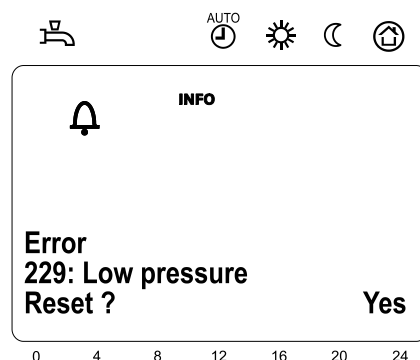 AUTO
INFO
Error
229: Low pressure
Reset ? Yes
0 4 8 12 16 20 24